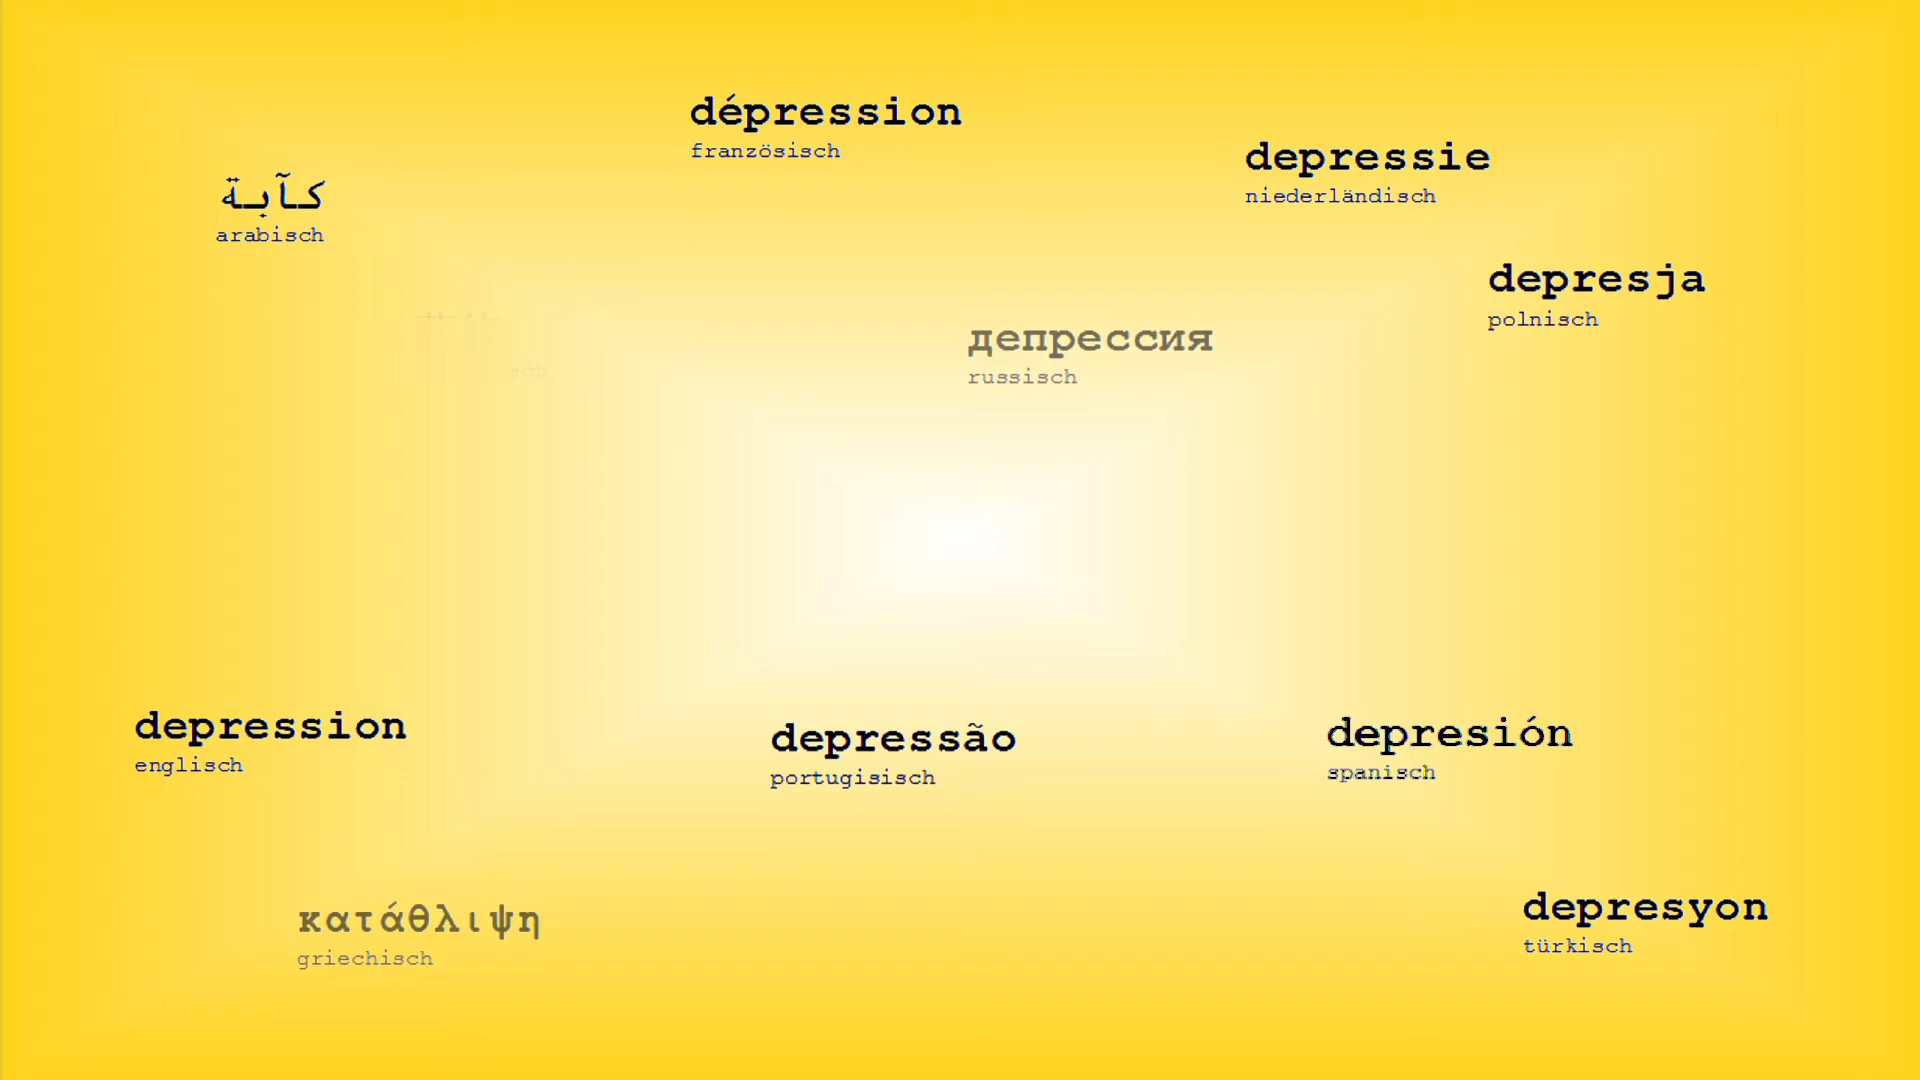 dépression
französisch
depressie
niederländisch
كآبة
arabisch
depresja
polnisch
депрессия
russisch
depression
englisch
depressão
portugisisch
depresión
spanisch
κατάθλιψη
griechisch
depresyon
türkisch